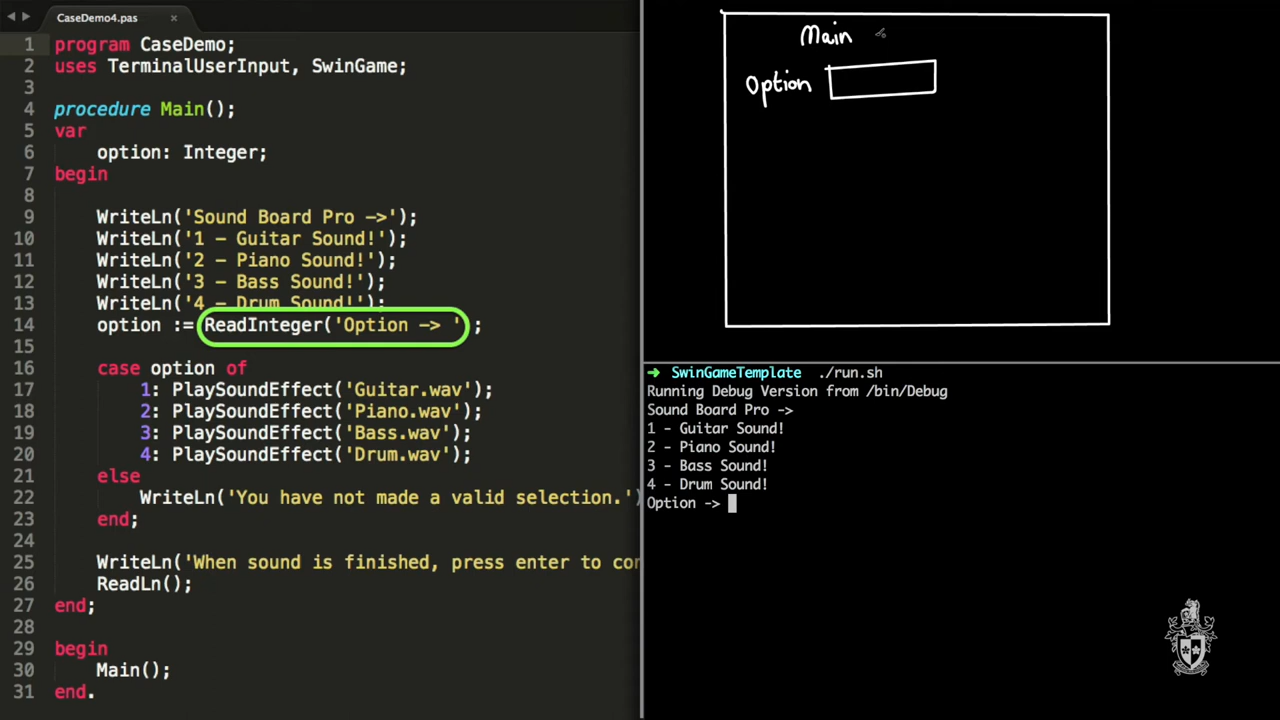 CaseDemo4.pas ×
1 program CaseDemo;
2 uses TerminalUserInput, SwinGame;
3
4 procedure Main();
5 var
6 option: Integer;
7 begin
8
9 WriteLn('Sound Board Pro ->');
10 WriteLn('1 - Guitar Sound!');
11 WriteLn('2 - Piano Sound!');
12 WriteLn('3 - Bass Sound!');
13 WriteLn('4 - Drum Sound!');
14 option := ReadInteger('Option -> ' ;
15
16 case option of
17 1: PlaySoundEffect('Guitar.wav');
18 2: PlaySoundEffect('Piano.wav');
19 3: PlaySoundEffect('Bass.wav');
20 4: PlaySoundEffect('Drum.wav');
21 else
22 WriteLn('You have not made a valid selection.')
23 end;
24
25 WriteLn('When sound is finished, press enter to con
26 ReadLn();
27 end;
28
29 begin
30 Main();
31 end.
Main
Option
➜ SwinGameTemplate ./run.sh
Running Debug Version from /bin/Debug
Sound Board Pro ->
1 - Guitar Sound!
2 - Piano Sound!
3 - Bass Sound!
4 - Drum Sound!
Option ->